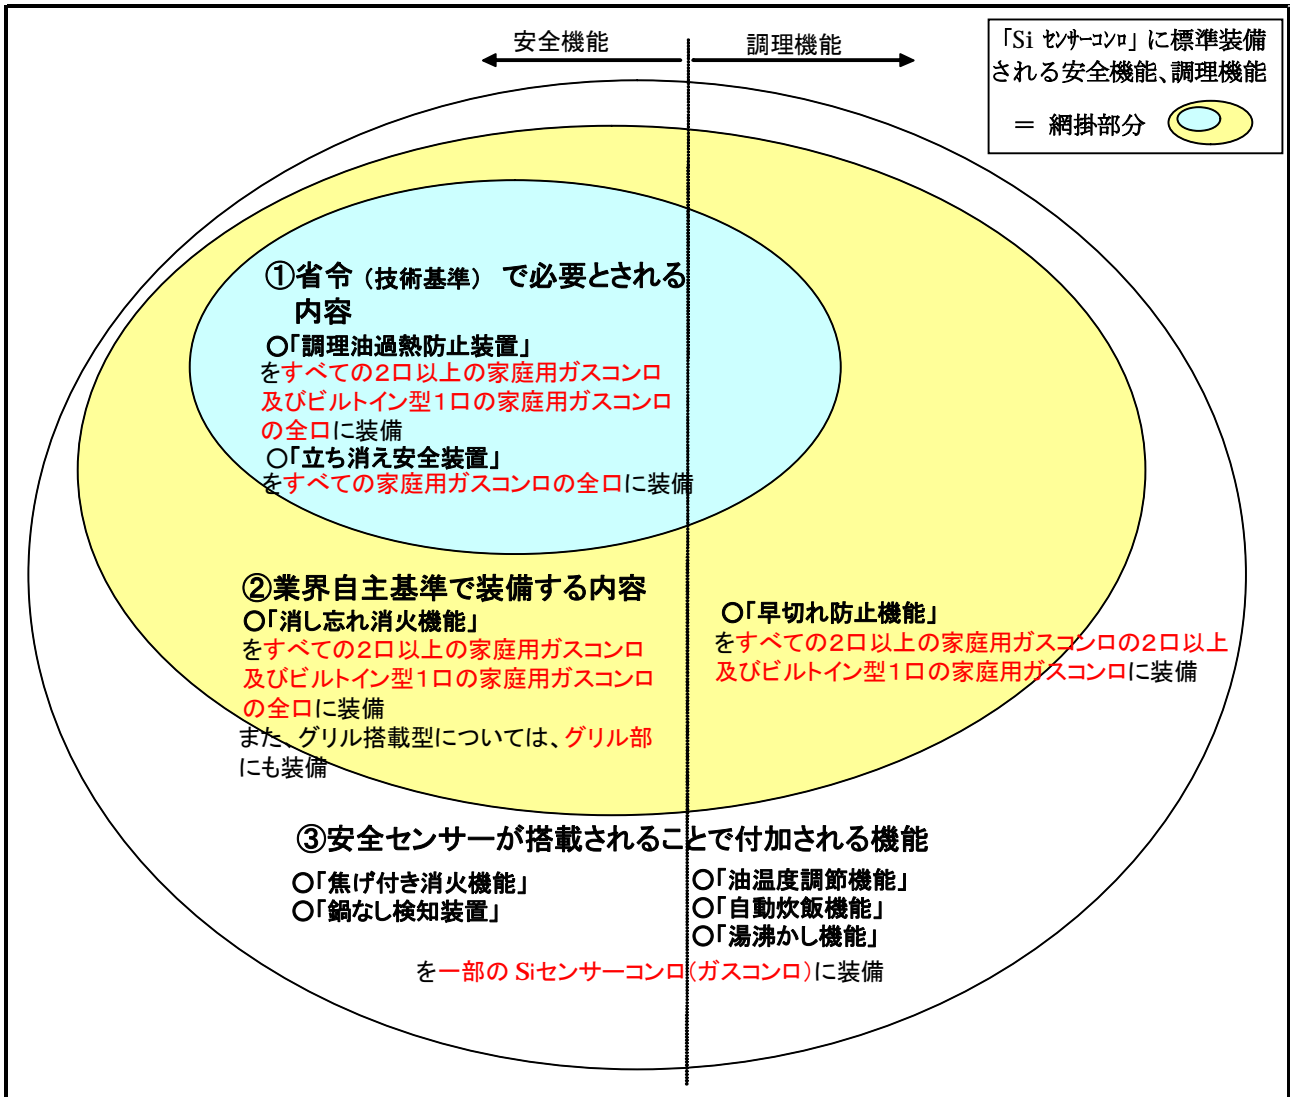 安全機能
調理機能
「Si センサーコンロ」に標準装備
される安全機能、調理機能
＝ 網掛部分
①省令（技術基準） で必要とされる
内容
○「調理油過熱防止装置」
をすべての２口以上の家庭用ガスコンロ
及びビルトイン型１口の家庭用ガスコンロ
の全口に装備
○「立ち消え安全装置」
をすべての家庭用ガスコンロの全口に装備
②業界自主基準で装備する内容
○「消し忘れ消火機能」
をすべての２口以上の家庭用ガスコンロ
及びビルトイン型１口の家庭用ガスコンロ
の全口に装備
また、グリル搭載型については、グリル部
にも装備
○「早切れ防止機能」
をすべての２口以上の家庭用ガスコンロの２口以上
及びビルトイン型１口の家庭用ガスコンロに装備
③安全センサーが搭載されることで付加される機能
○「焦げ付き消火機能」
○「鍋なし検知装置」
○「油温度調節機能」
○「自動炊飯機能」
○「湯沸かし機能」
を一部の Siセンサーコンロ（ガスコンロ）に装備